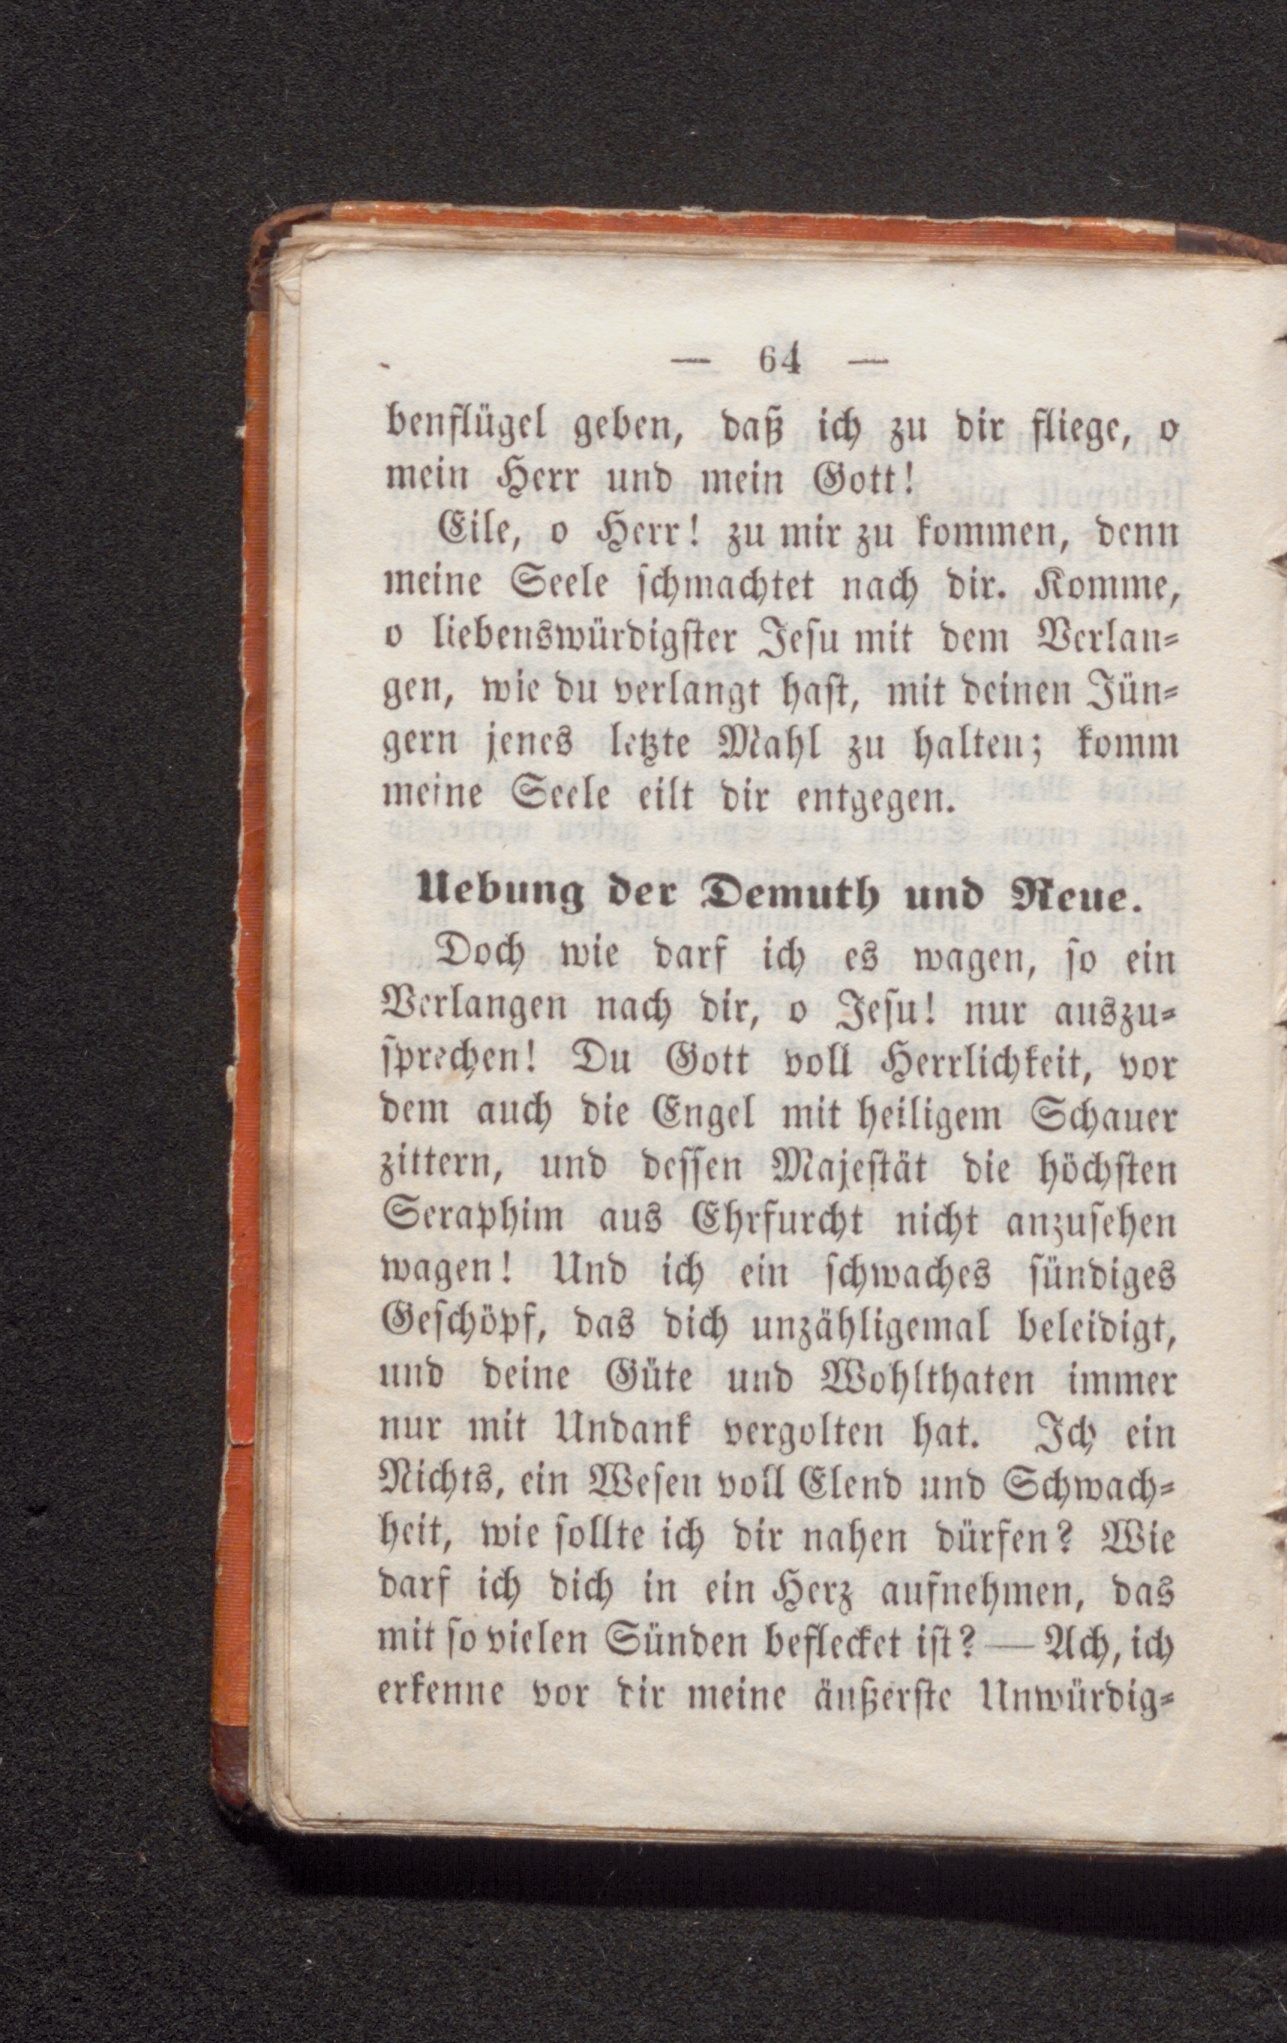 — 64 —
benflügel geben, daß ich zu dir fliege, o
mein Herr und mein Gott!
Eile, o Herr! zu mir zu kommen, denn
meine Seele schmachtet nach dir. Komme,
o liebenswürdigster Jesu mit dem Verlan-
gen, wie du verlangt hast, mit deinen Jün-
gern jenes letzte Mahl zu halten; komm
meine Seele eilt dir entgegen.
Uebung der Demuth und Reue.
Doch wie darf ich es wagen, so ein
Verlangen nach dir, o Jesu! nur auszu-
sprechen! Du Gott voll Herrlichkeit, vor
dem auch die Engel mit heiligem Schauer
zittern, und dessen Majestät die höchsten
Seraphim aus Ehrfurcht nicht anzusehen
wagen! Und ich ein schwaches sündiges
Geschöpf, das dich unzähligemal beleidigt,
und deine Güte und Wohlthaten immer
nur mit Undank vergolten hat. Ich ein
Nichts, ein Wesen voll Elend und Schwach-
heit, wie sollte ich dir nahen dürfen? Wie
darf ich dich in ein Herz aufnehmen, das
mit so vielen Sünden beflecket ist? — Ach, ich
erkenne vor dir meine äußerste Unwürdig-